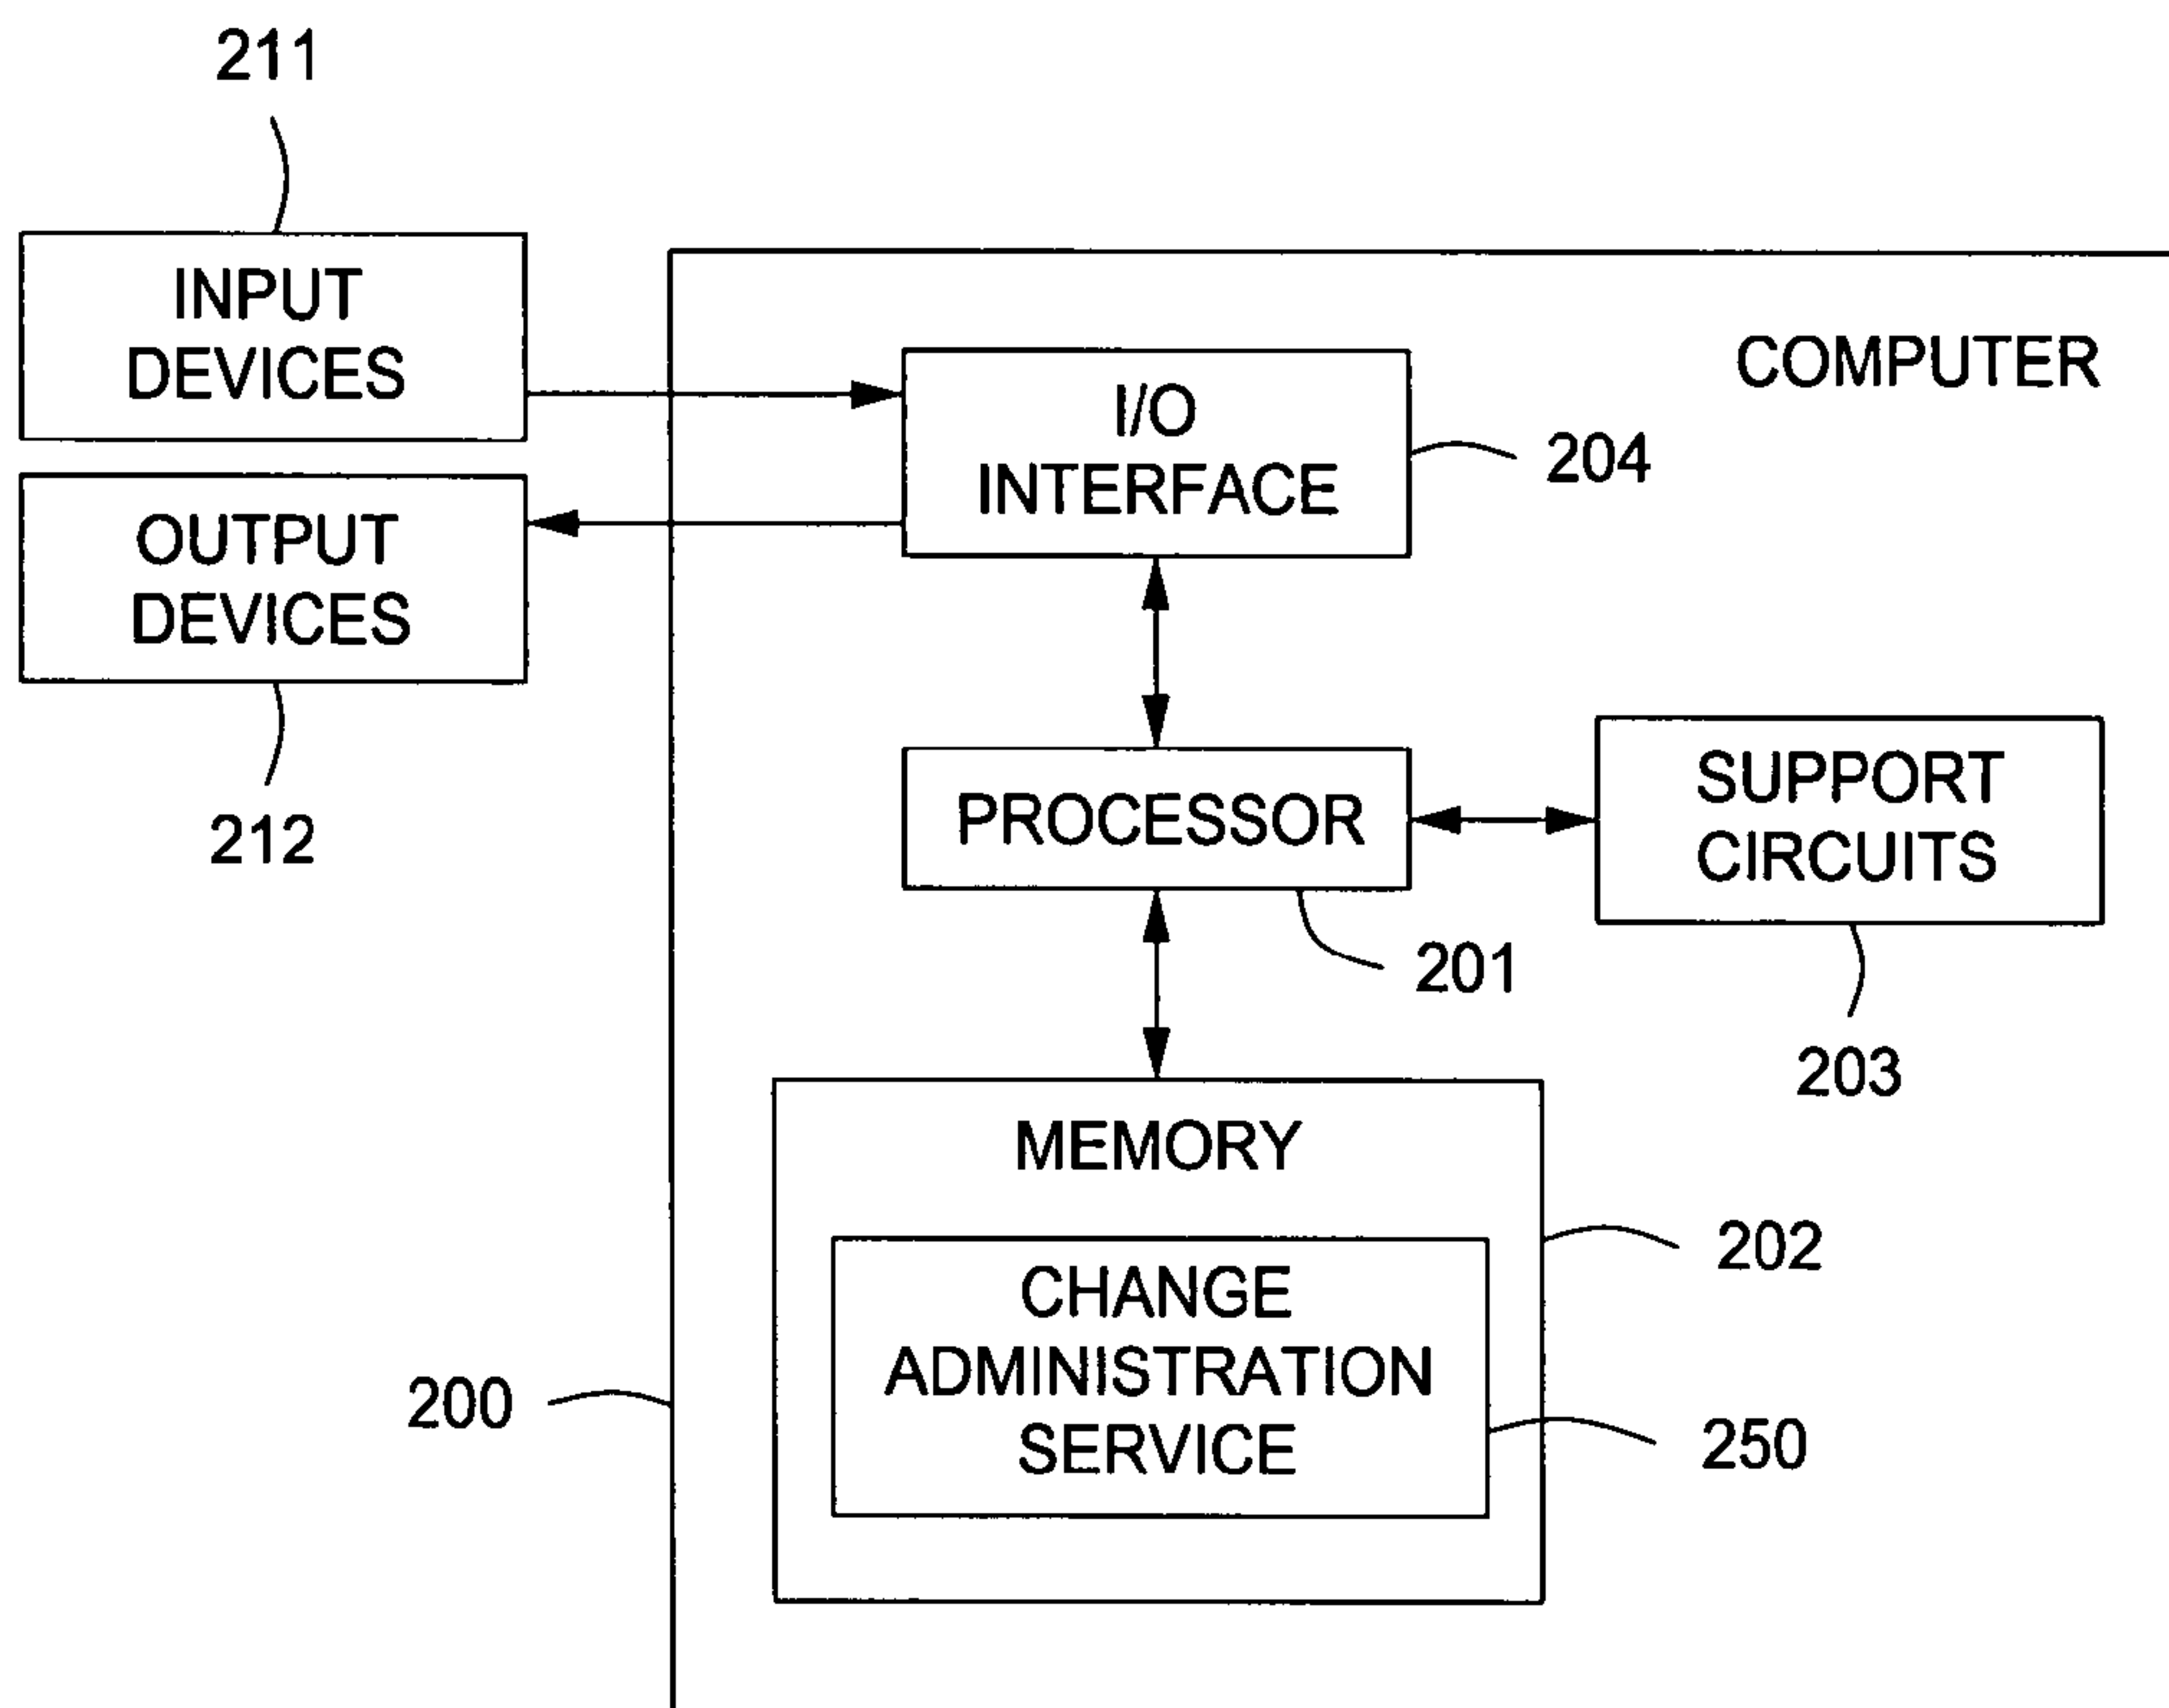 211
INPUT
DEVICES
COMPUTER
I/O
INTERFACE
204
OUTPUT
DEVICES
212
PROCESSOR
SUPPORT
CIRCUITS
201
203
MEMORY
202
CHANGE
ADMINISTRATION
SERVICE
200
250